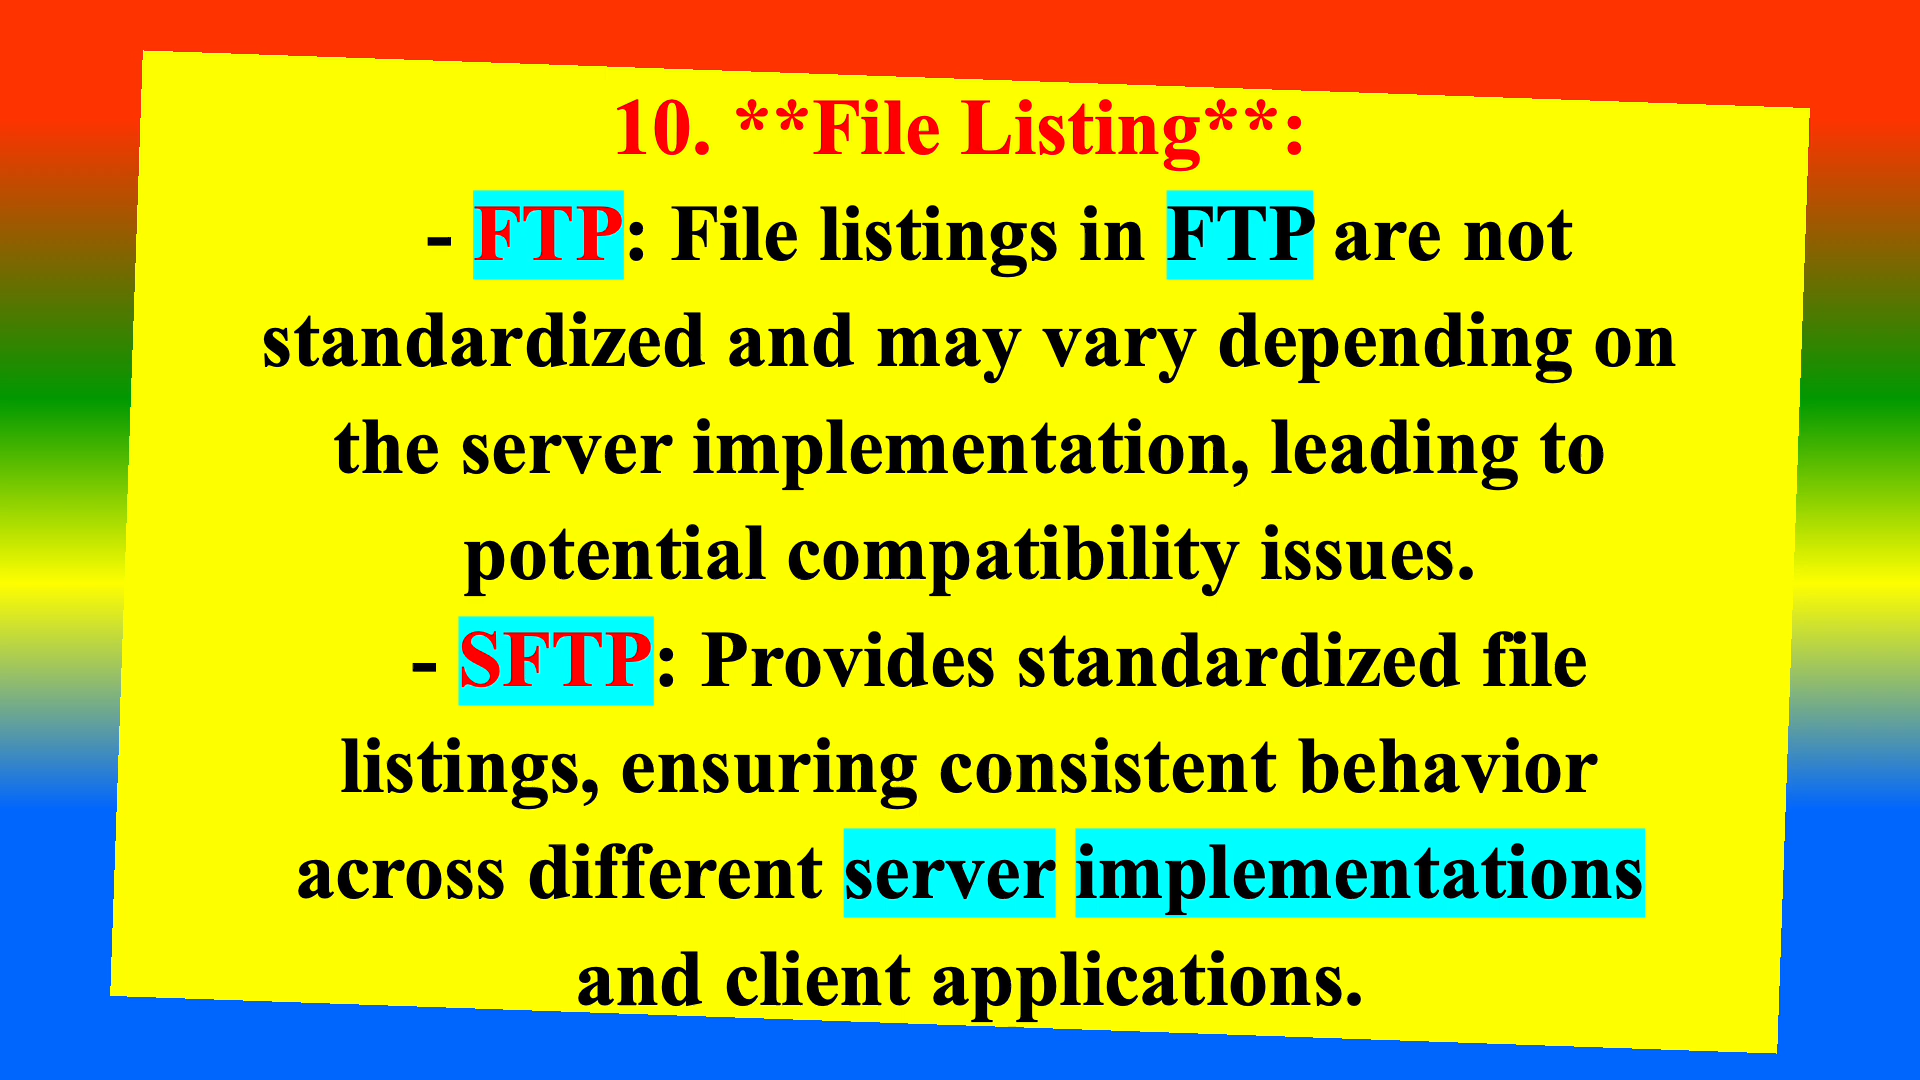 10. **File Listing**:
- FTP: File listings in FTP are not
standardized and may vary depending on
the server implementation, leading to
potential compatibility issues.
- SFTP: Provides standardized file
listings, ensuring consistent behavior
across different server implementations
and client applications.